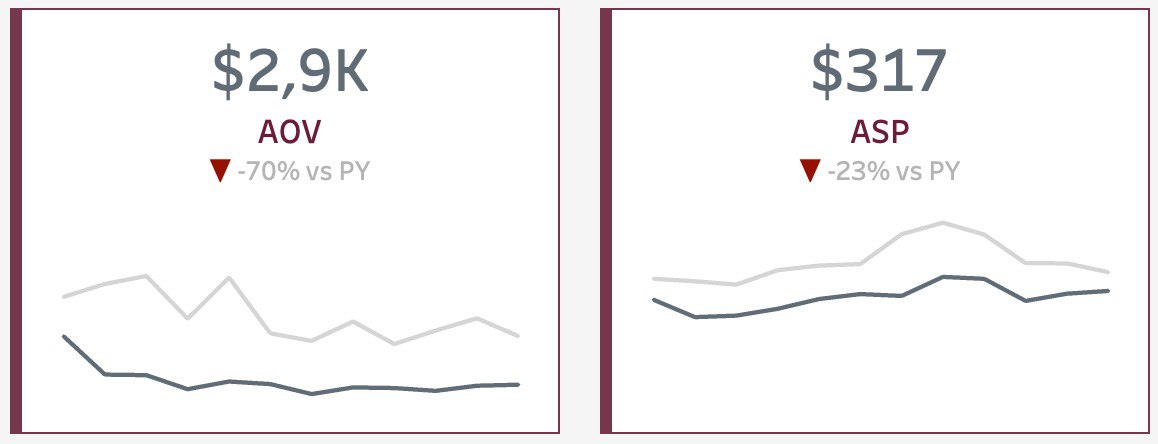 $2,9K
AOV
▼ -70% vs PY
$317
ASP
▼ -23% vs PY